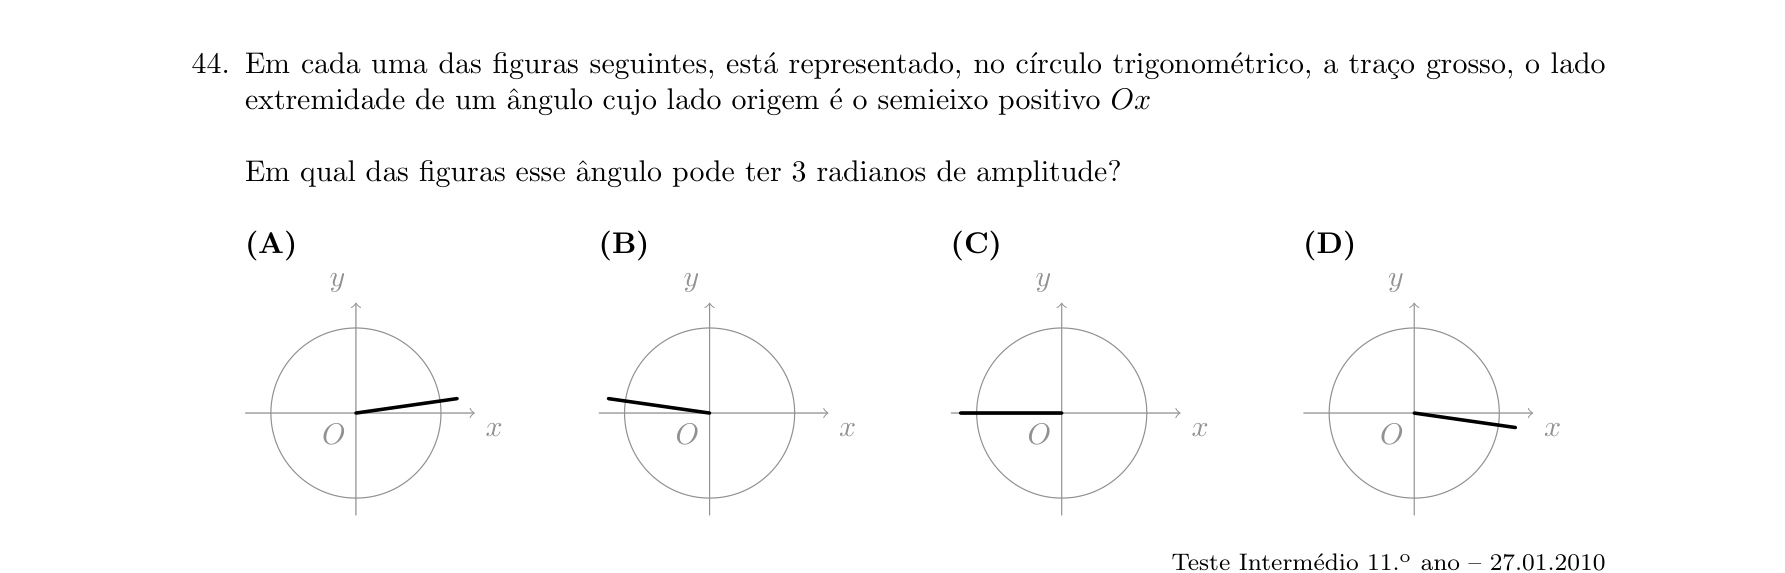 44. Em cada uma das figuras seguintes, está representado, no círculo trigonométrico, a traço grosso, o lado
extremidade de um ângulo cujo lado origem é o semieixo positivo Ox
Em qual das figuras esse ângulo pode ter 3 radianos de amplitude?
(A) (B) (C) (D)
y y y y
O x O x O x O x
Teste Intermédio 11.º ano – 27.01.2010